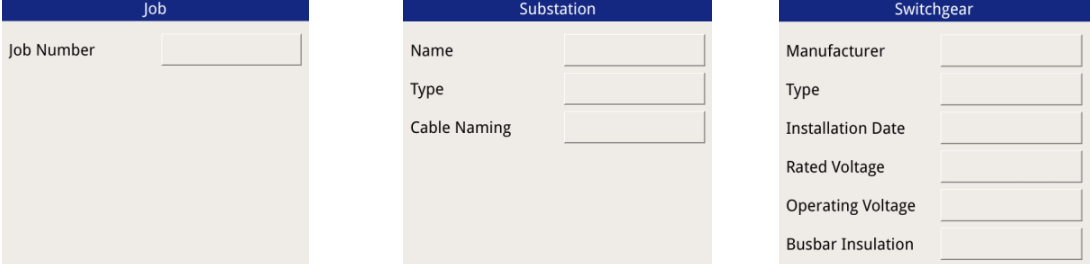 Job
Job Number
Substation
Name
Type
Cable Naming
Switchgear
Manufacturer
Type
Installation Date
Rated Voltage
Operating Voltage
Busbar Insulation